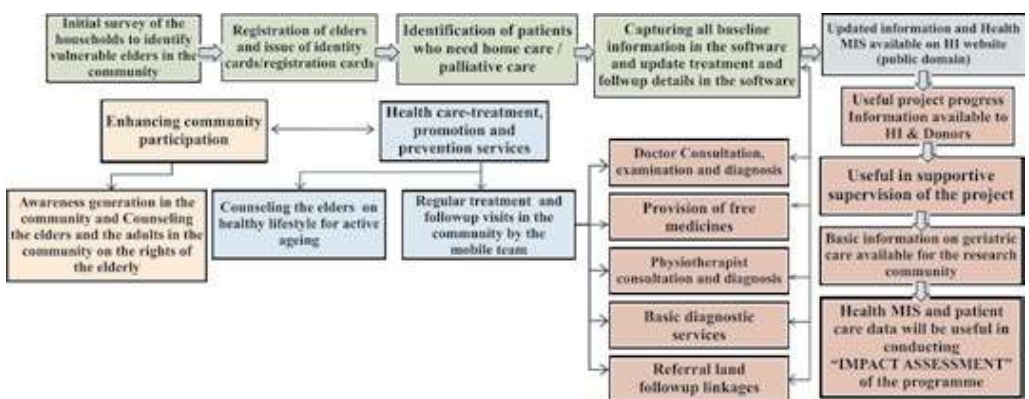 Initial survey of the
households to identify
vulnerable elders in the
community
Registration of elders
and issue of identity
cards/registration cards
Identification of patients
who need home care /
palliative care
Capturing all baseline
information in the software
and update treatment and
follwup details in the software
Updated information and Health
MIS available on HI website
(public domain)
Useful project progress
Information available to
HI & Donors
Useful in supportive
supervision of the project
Basic information on geriatric
care available for the research
community
Health MIS and patient
care data will be useful in
conducting
“IMPACT ASSESSMENT”
of the programme
Enhancing community
participation
Health care-treatment,
promotion and
prevention services
Awareness generation in the
community and Counseling
the elders and the adults in the
community on the rights of
the elderly
Counseling the elders on
healthy lifestyle for active
ageing
Regular treatment and
followup visits in the
community by the
mobile team
Doctor Consultation,
examination and diagnosis
Provision of free
medicines
Physiotherapist
consultation and diagnosis
Basic diagnostic
services
Referral land
followup linkages